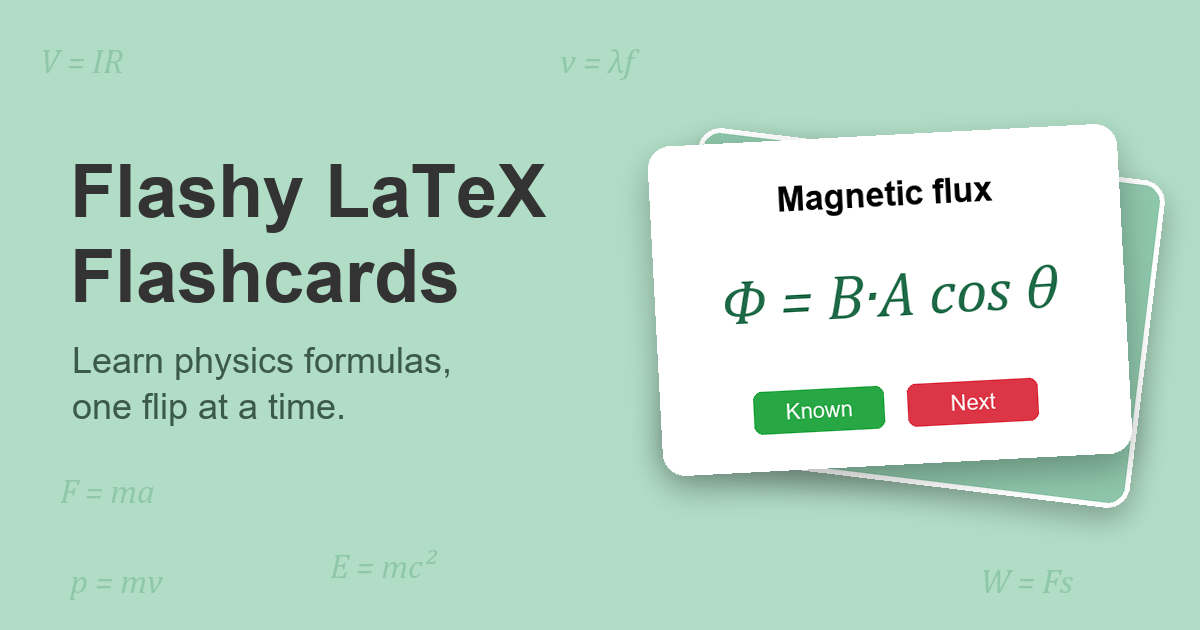 V = IR
v = λf
Flashy LaTeX
Flashcards
Learn physics formulas,
one flip at a time.
Magnetic flux
Φ = B·A cos θ
Known
Next
F = ma
E = mc²
p = mv
W = Fs